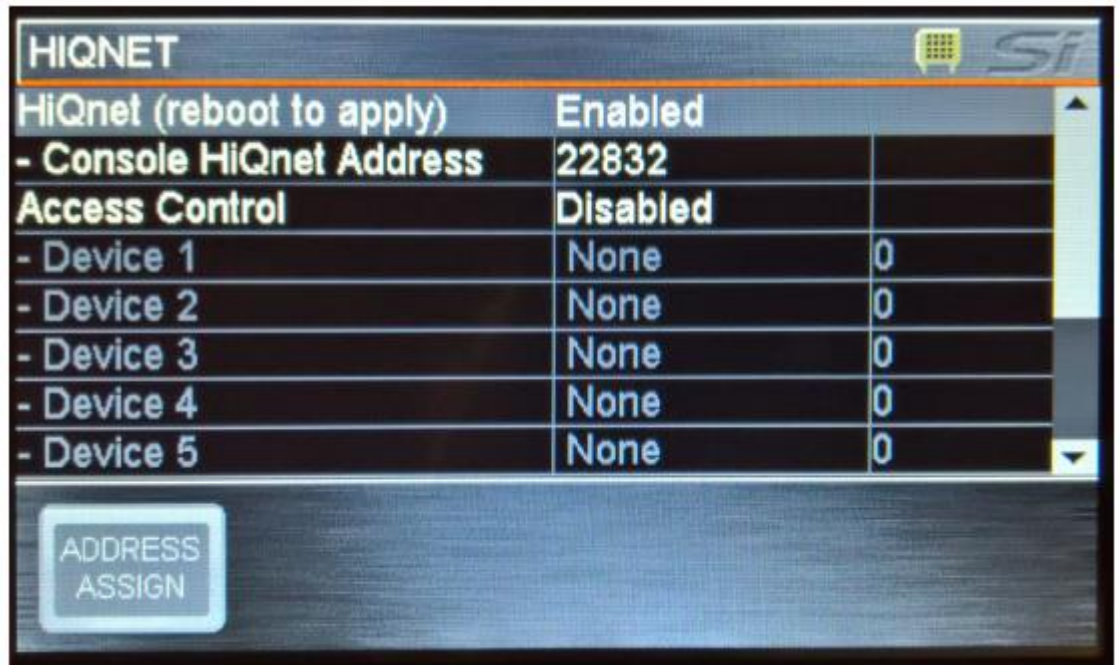 HIQNET Si
HiQnet (reboot to apply) Enabled
- Console HiQnet Address 22832
Access Control Disabled
- Device 1 None 0
- Device 2 None 0
- Device 3 None 0
- Device 4 None 0
- Device 5 None 0
ADDRESS
ASSIGN